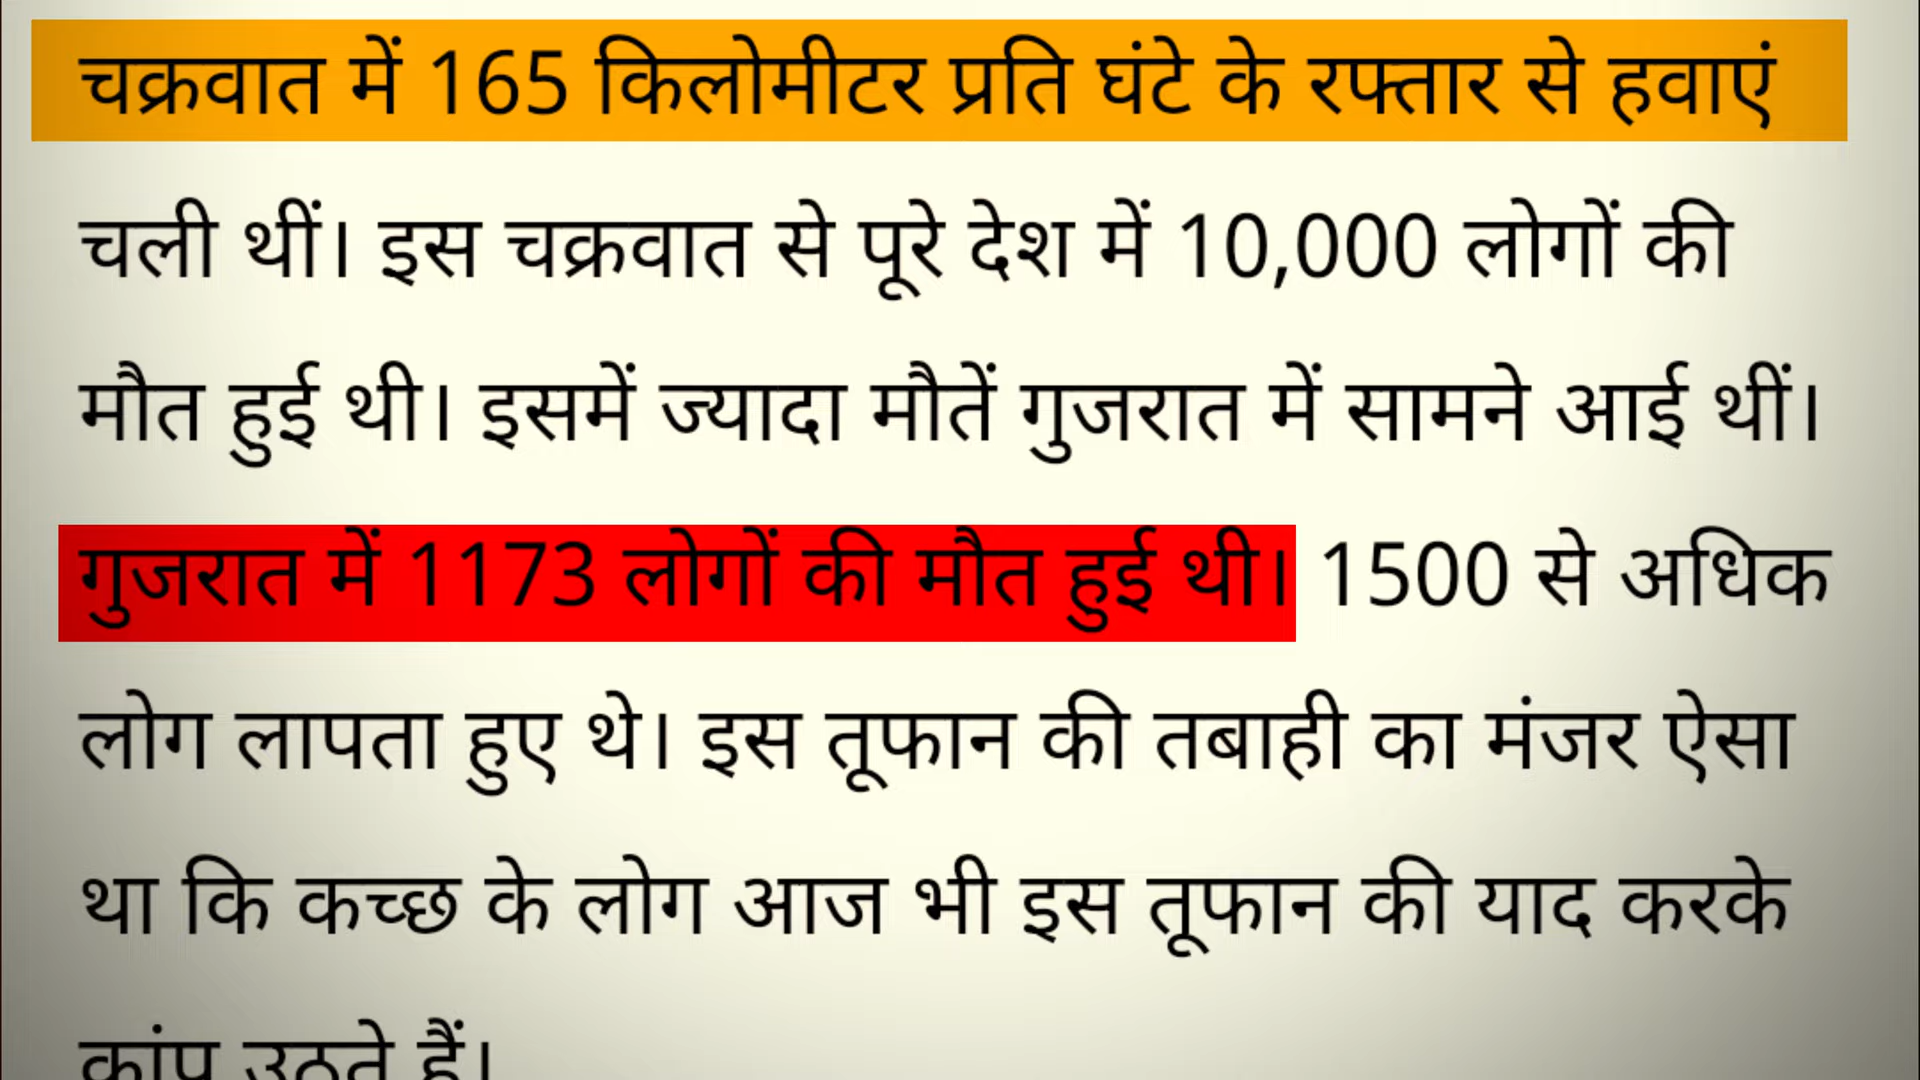 चक्रवात में 165 किलोमीटर प्रति घंटे के रफ्तार से हवाएं
चली थीं। इस चक्रवात से पूरे देश में 10,000 लोगों की
मौत हुई थी। इसमें ज्यादा मौतें गुजरात में सामने आई थीं।
गुजरात में 1173 लोगों की मौत हुई थी। 1500 से अधिक
लोग लापता हुए थे। इस तूफान की तबाही का मंजर ऐसा
था कि कच्छ के लोग आज भी इस तूफान की याद करके
कांप उठते हैं।